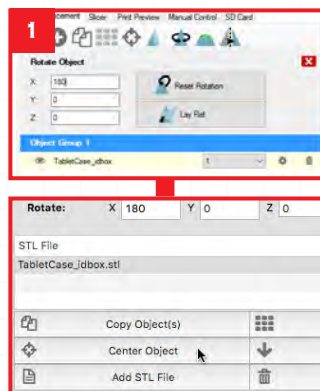 1
Slicer Print Preview Manual Control SD Card
Rotate Object
X: 180 Reset Rotation
Y: 0
Z: 0 Lay Flat
Object Group 1
TabletCase_idbox 1 0
Rotate: X 180 Y 0 Z 0
STL File
TabletCase_idbox.stl
Copy Object(s)
Center Object
Add STL File